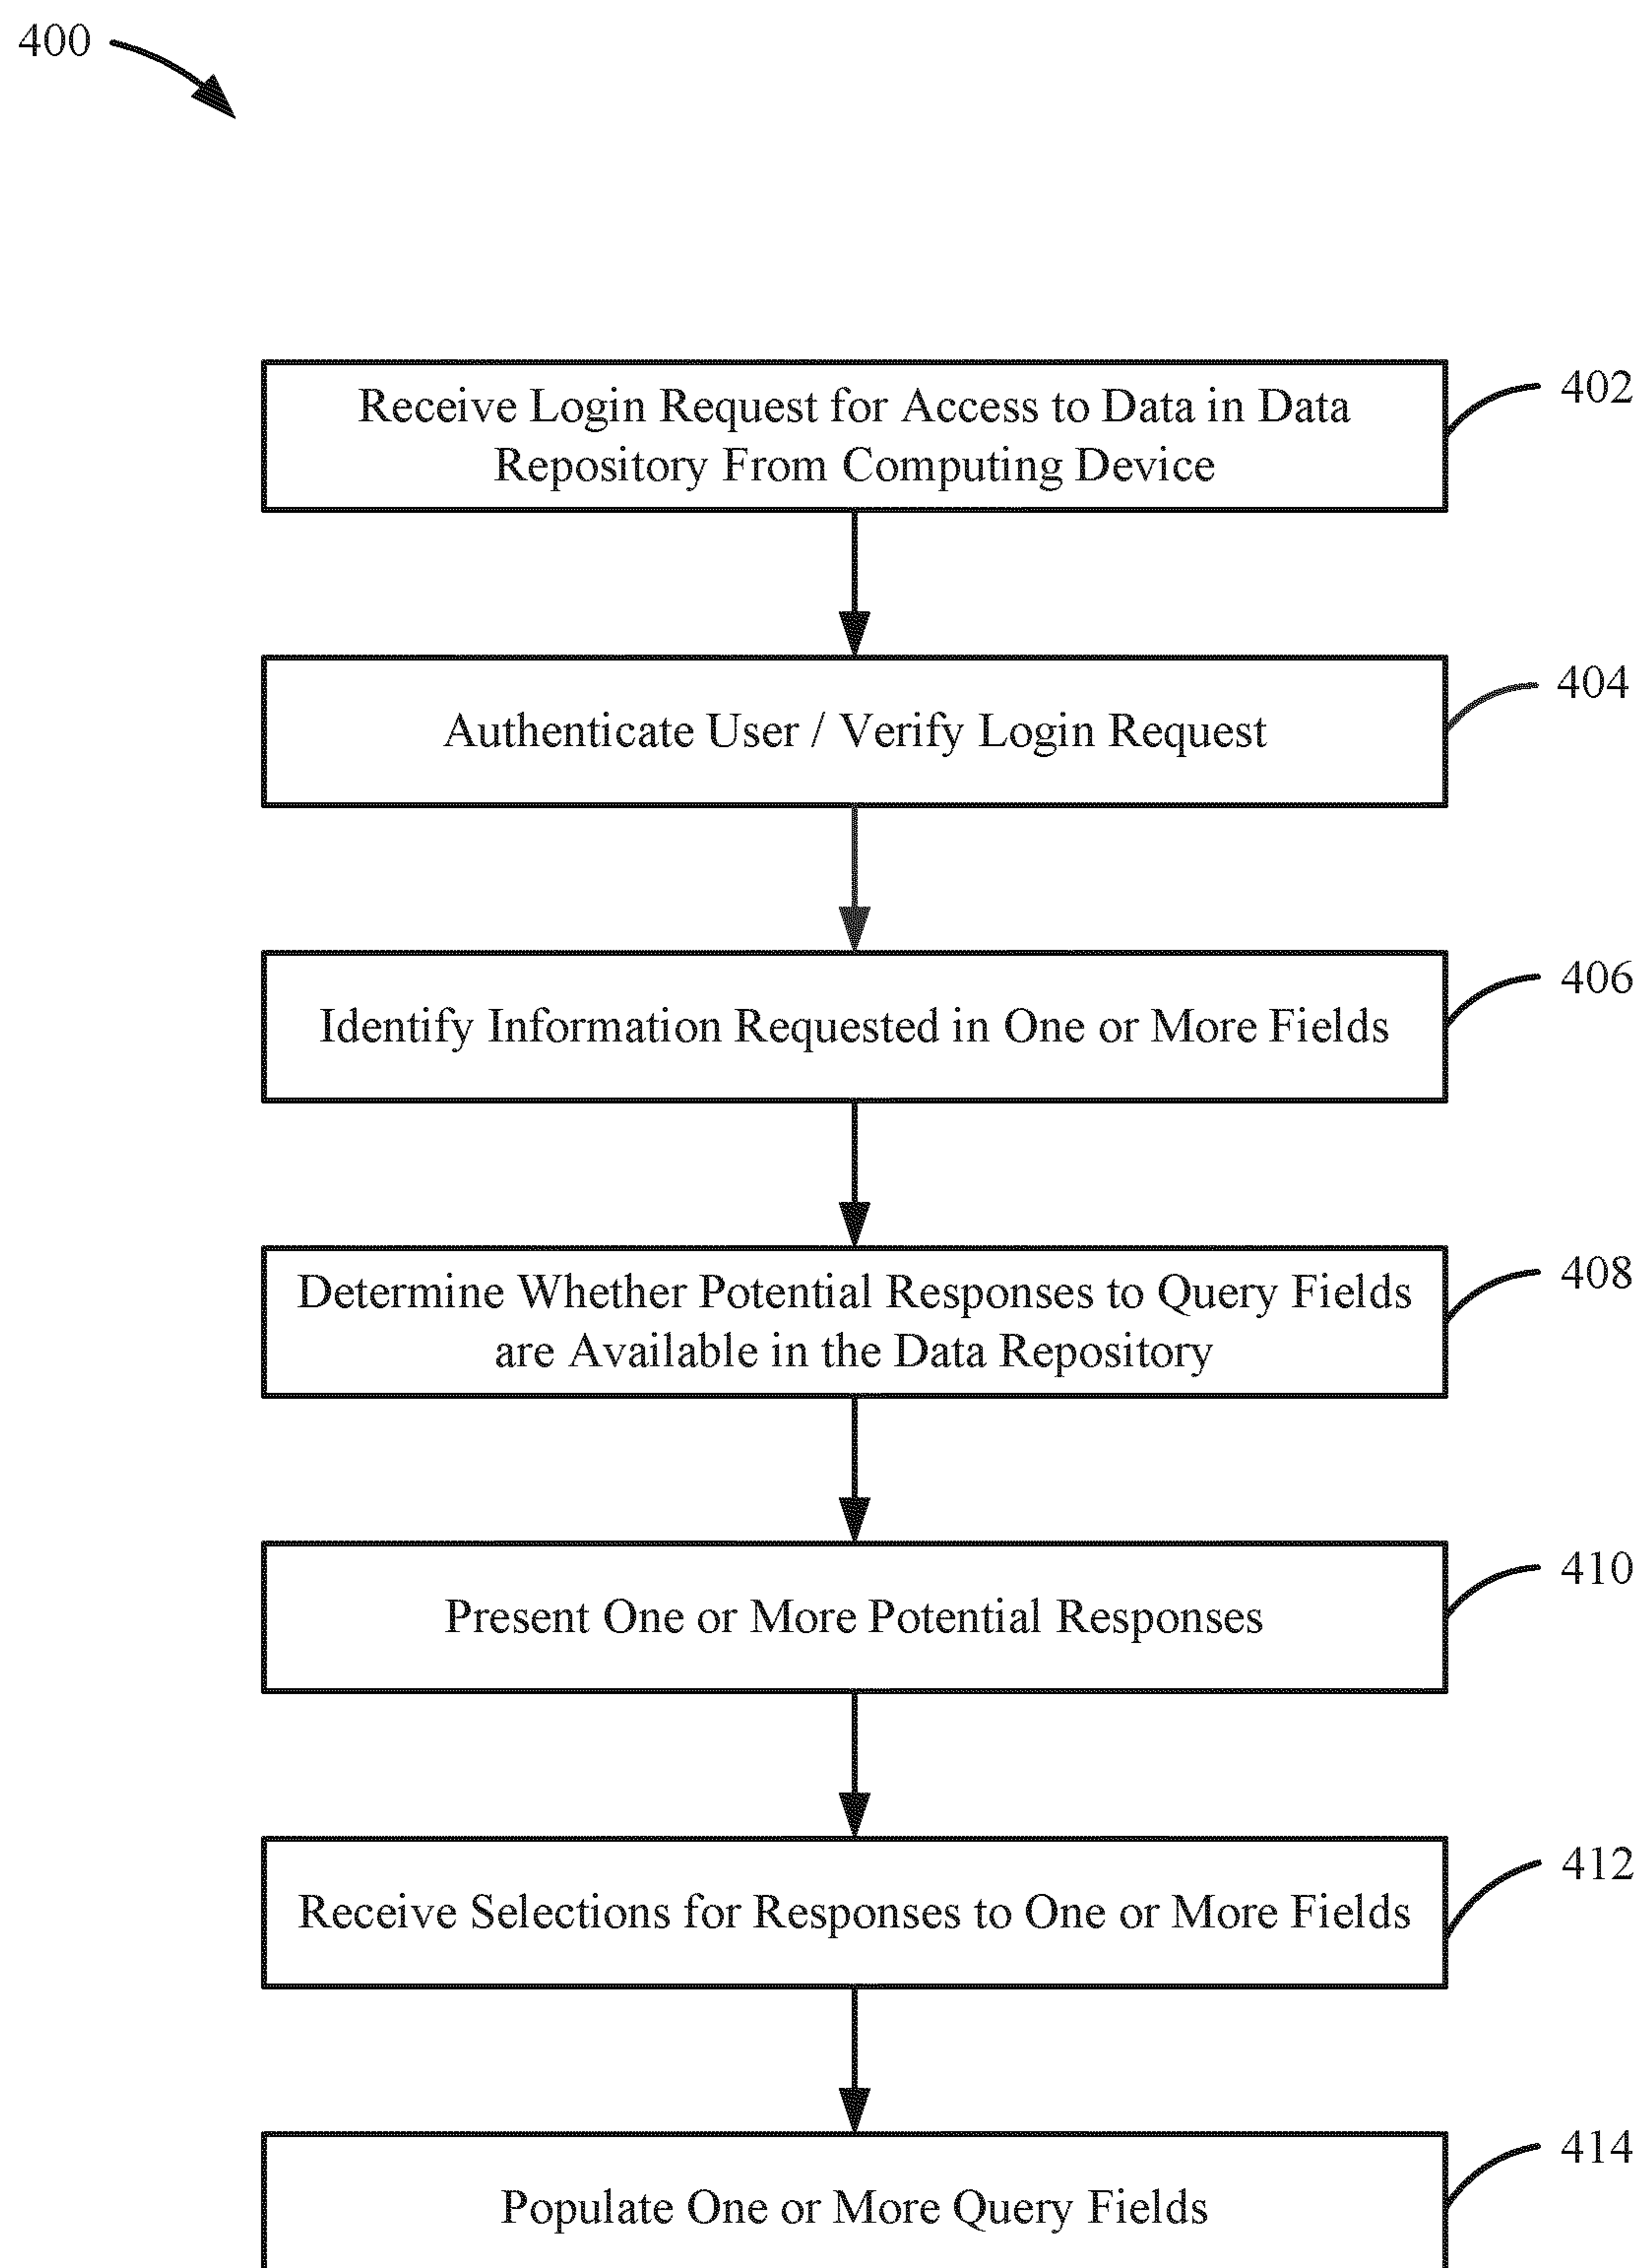 400
Receive Login Request for Access to Data in Data
Repository From Computing Device
402
Authenticate User / Verify Login Request
404
Identify Information Requested in One or More Fields
406
Determine Whether Potential Responses to Query Fields
are Available in the Data Repository
408
Present One or More Potential Responses
410
Receive Selections for Responses to One or More Fields
412
Populate One or More Query Fields
414